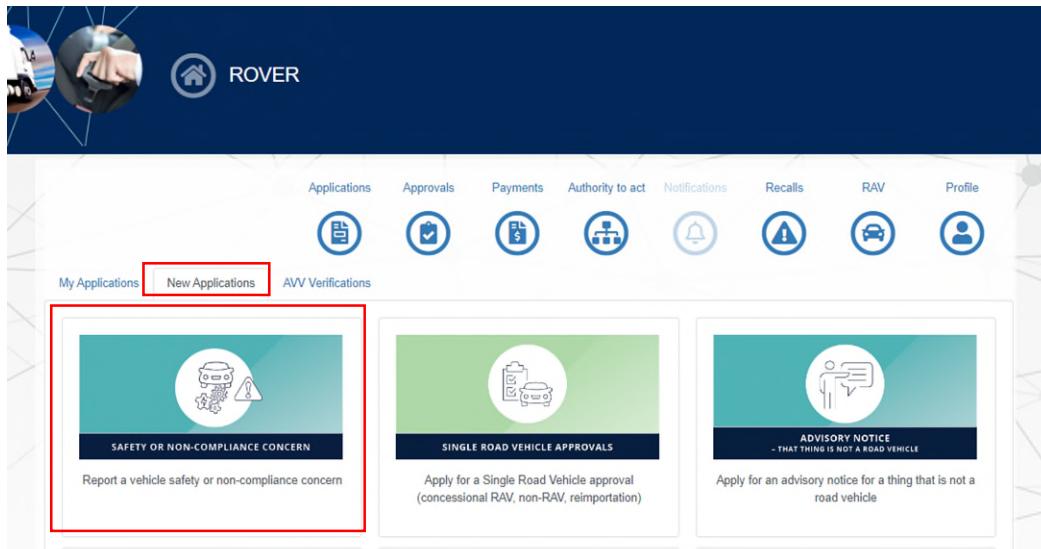 ROVER
Applications Approvals Payments Authority to act Notifications Recalls RAV Profile
My Applications New Applications AVV Verifications
SAFETY OR NON-COMPLIANCE CONCERN
Report a vehicle safety or non-compliance concern
SINGLE ROAD VEHICLE APPROVALS
Apply for a Single Road Vehicle approval
(concessional RAV, non-RAV, reimportation)
ADVISORY NOTICE
– THAT THING IS NOT A ROAD VEHICLE
Apply for an advisory notice for a thing that is not a
road vehicle